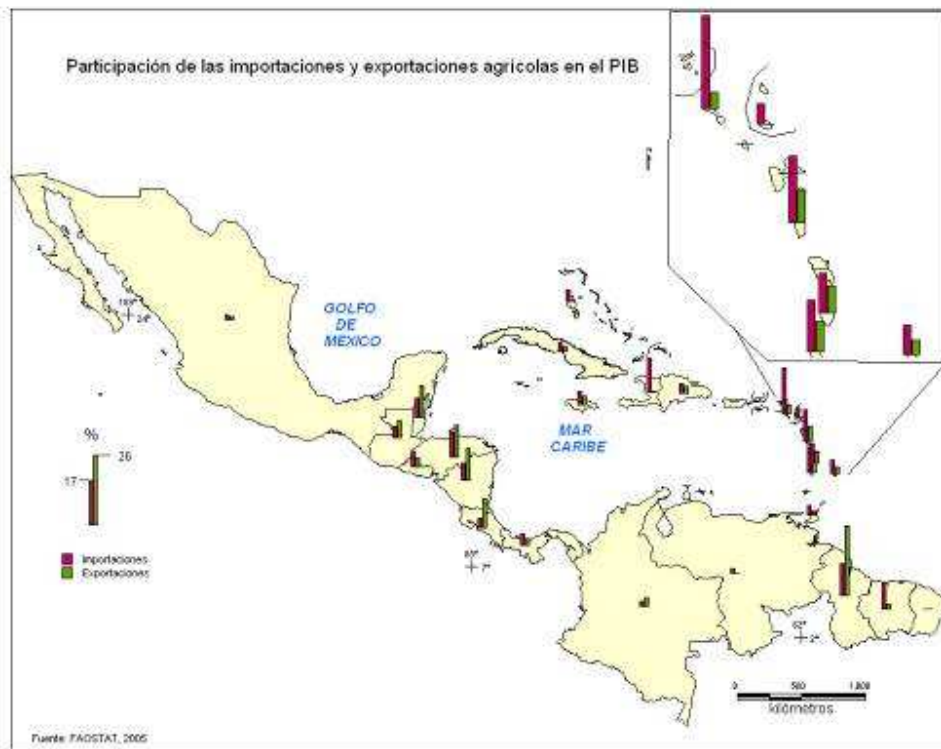 Participación de las importaciones y exportaciones agrícolas en el PIB
GOLFO
DE
MEXICO
MAR
CARIBE
%
26
17
Importaciones
Exportaciones
0 500 1,000
kilómetros
Fuente: FAOSTAT, 2005